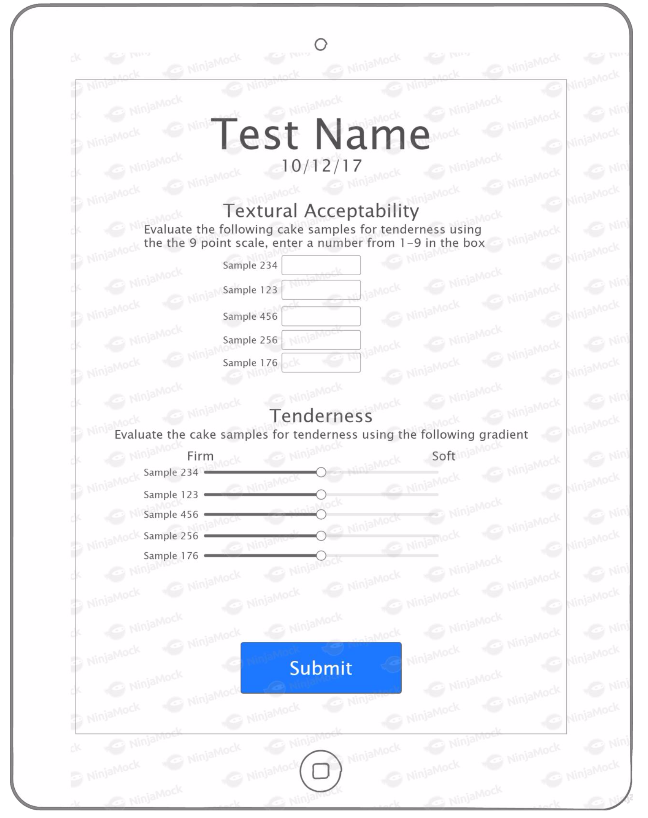 Test Name
10/12/17
Textural Acceptability
Evaluate the following cake samples for tenderness using
the the 9 point scale, enter a number from 1-9 in the box
Sample 234
Sample 123
Sample 456
Sample 256
Sample 176
Tenderness
Evaluate the cake samples for tenderness using the following gradient
Firm Soft
Sample 234
Sample 123
Sample 456
Sample 256
Sample 176
Submit
NinjaMock